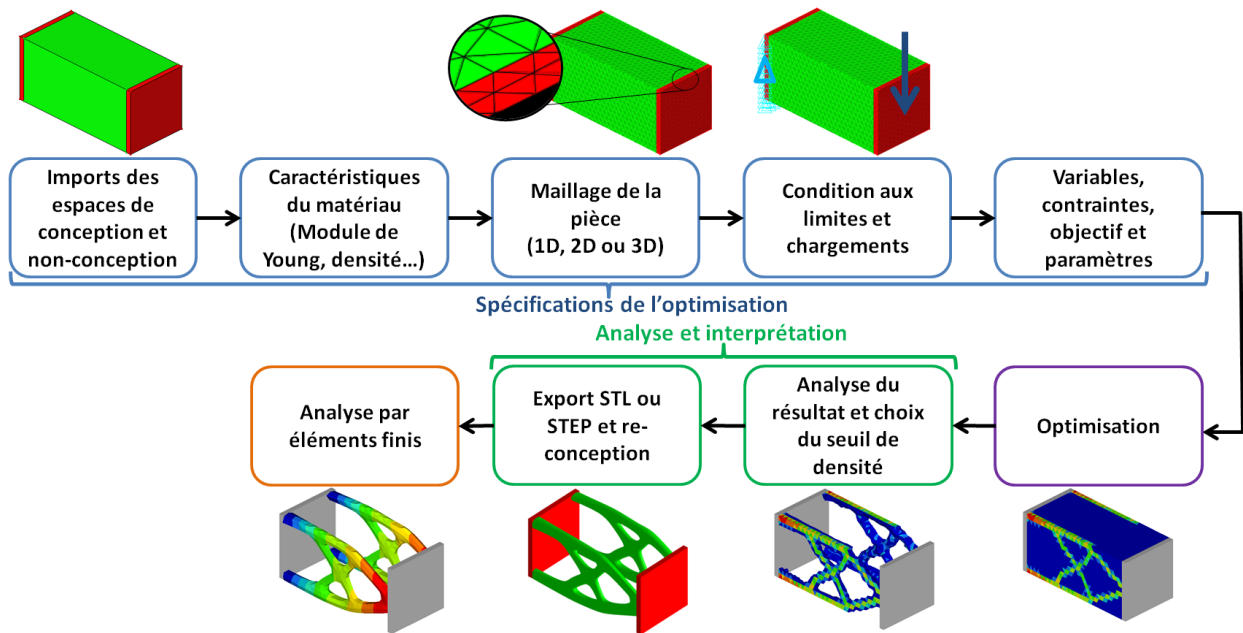 Imports des
espaces de
conception et
non-conception
Caractéristiques
du matériau
(Module de
Young, densité…)
Maillage de la
pièce
(1D, 2D ou 3D)
Condition aux
limites et
chargements
Variables,
contraintes,
objectif et
paramètres
Spécifications de l’optimisation
Analyse et interprétation
Analyse par
éléments finis
Export STL ou
STEP et re-
conception
Analyse du
résultat et choix
du seuil de
densité
Optimisation